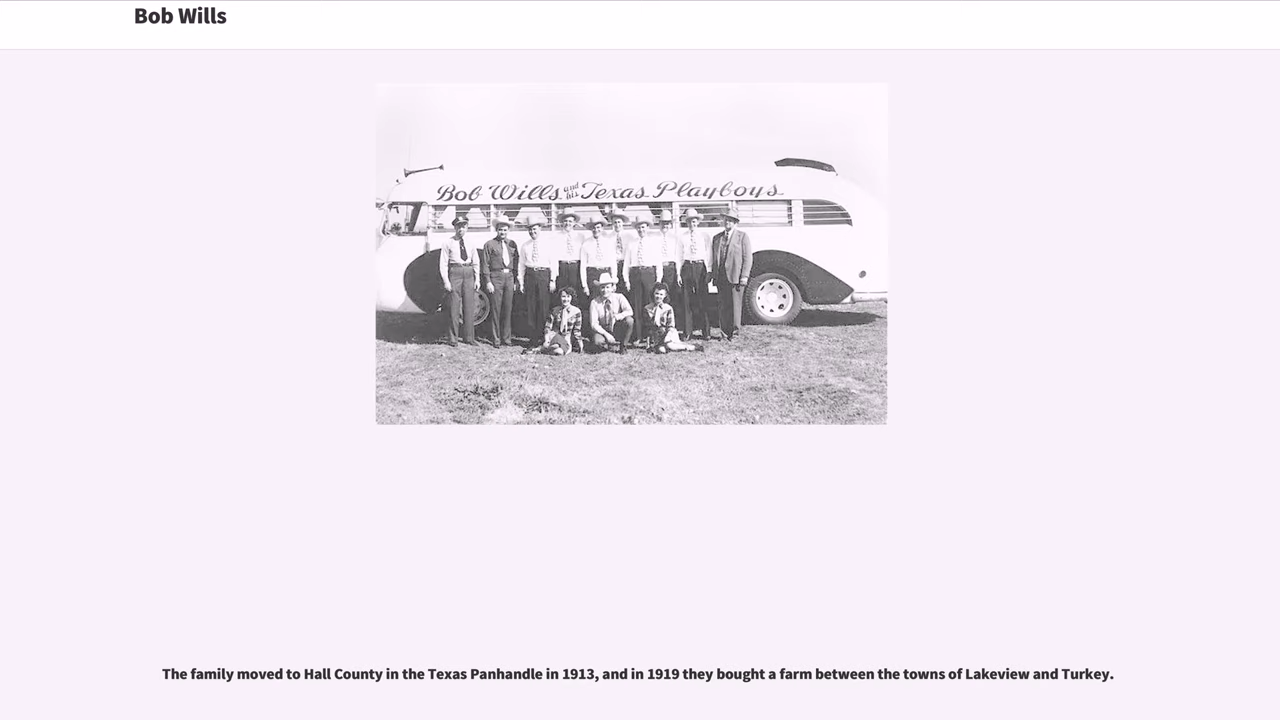 Bob Wills
Bob Wills and his Texas Playboys
The family moved to Hall County in the Texas Panhandle in 1913, and in 1919 they bought a farm between the towns of Lakeview and Turkey.